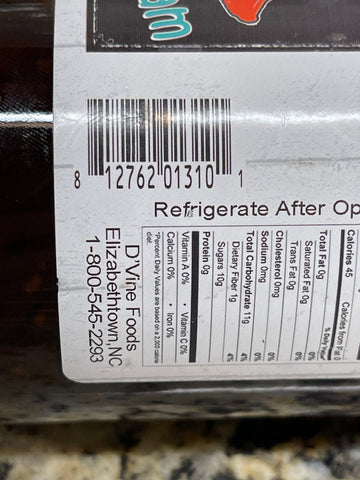 am
8 12762 01310 1
Refrigerate After Op
Calories 45 Calories from Fat 0
% Daily Value
Total Fat 0g 0%
Saturated Fat 0g 0%
Trans Fat 0g
Cholesterol 0mg 0%
Sodium 0mg 0%
Total Carbohydrate 11g 4%
Dietary Fiber 1g 4%
Sugars 10g
Protein 0g
Vitamin A 0% • Vitamin C 0%
Calcium 0% • Iron 0%
*Percent Daily Values are based on a 2,000 calorie
diet.
D'Vine Foods
Elizabethtown,NC
1-800-545-2293